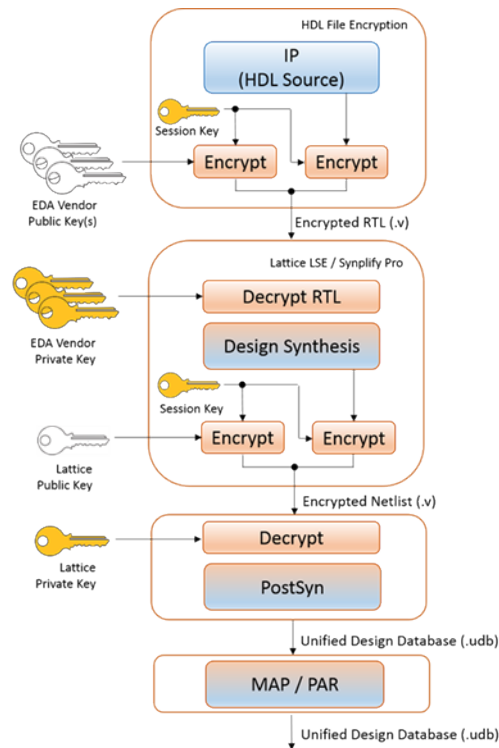 HDL File Encryption
IP
(HDL Source)
Session Key
Encrypt
Encrypt
EDA Vendor
Public Key(s)
Encrypted RTL (.v)
Lattice LSE / Synplify Pro
Decrypt RTL
EDA Vendor
Private Key
Design Synthesis
Session Key
Encrypt
Encrypt
Lattice
Public Key
Encrypted Netlist (.v)
Decrypt
Lattice
Private Key
PostSyn
Unified Design Database (.udb)
MAP / PAR
Unified Design Database (.udb)